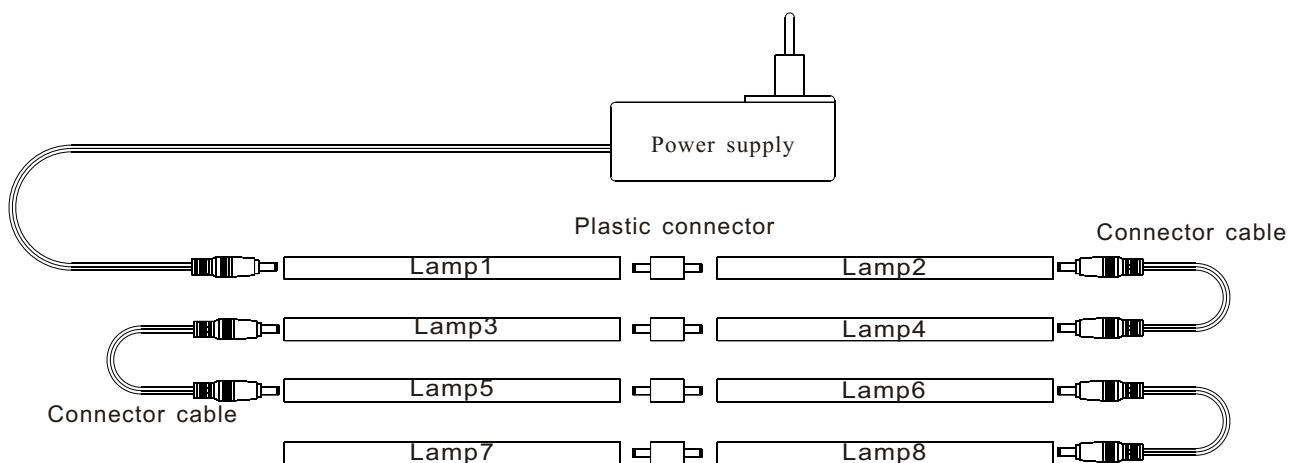 Power supply
Plastic connector
Connector cable
Lamp1
Lamp2
Lamp3
Lamp4
Lamp5
Lamp6
Connector cable
Lamp7
Lamp8